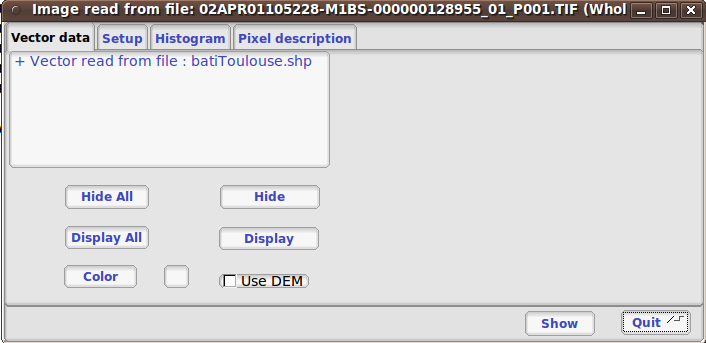 Image read from file: 02APR01105228-M1BS-000000128955_01_P001.TIF (Whol
Vector data Setup Histogram Pixel description
+ Vector read from file : batiToulouse.shp
Hide All Hide
Display All Display
Color Use DEM
Show Quit